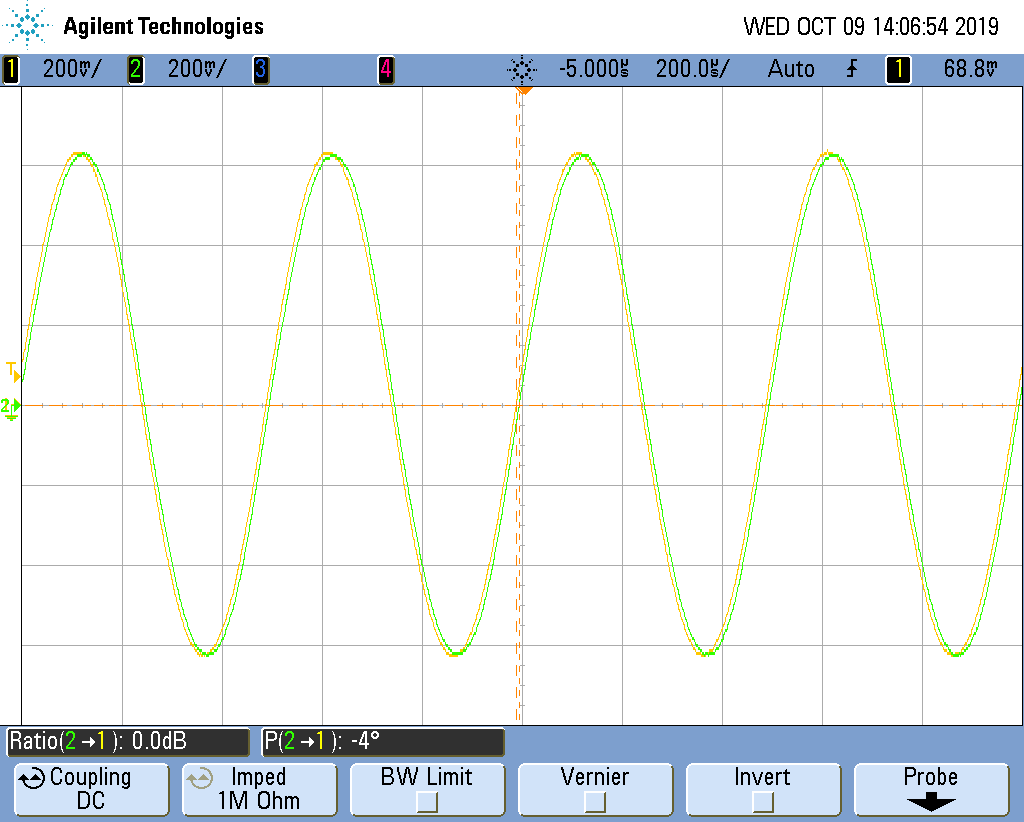 Agilent Technologies WED OCT 09 14:06:54 2019
1 200mV/ 2 200mV/ 3 4 -5.000µs 200.0µs/ Auto 1 68.8mV
T
2
Ratio(2→1): 0.0dB P(2→1): -4°
Coupling Imped BW Limit Vernier Invert Probe
DC 1M Ohm